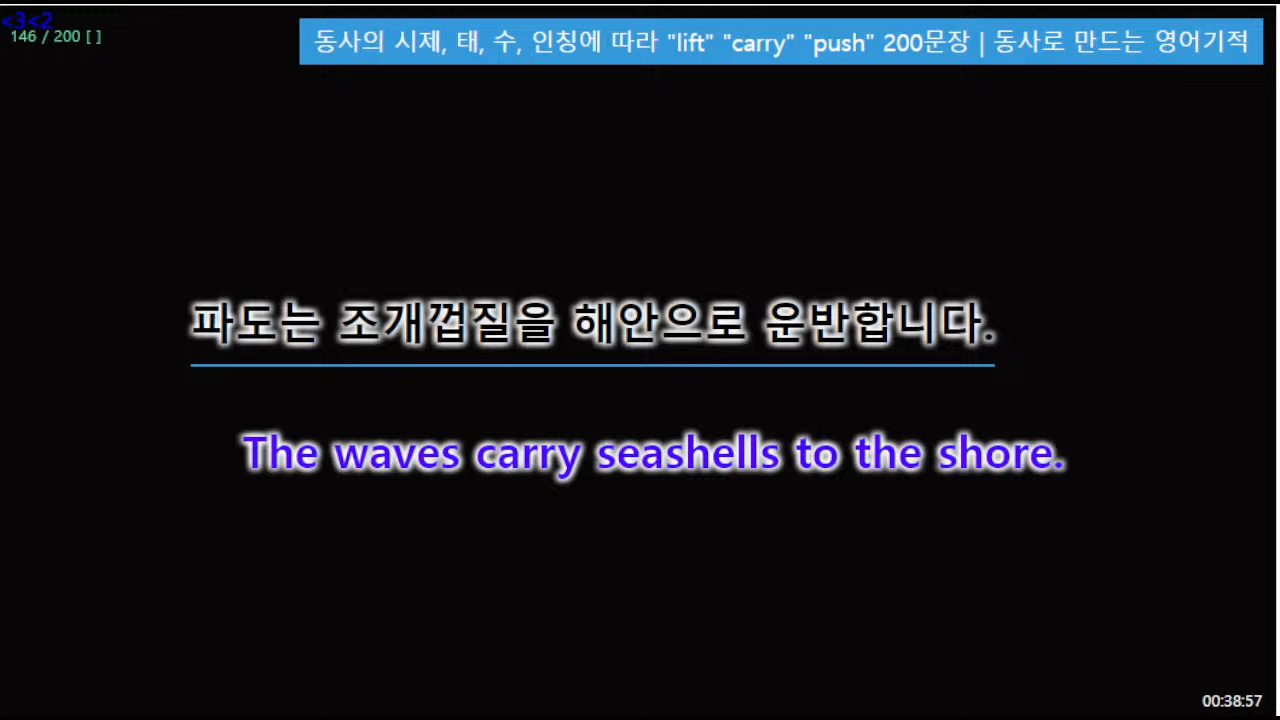 <3<2
146 / 200 [ ]
동사의 시제, 태, 수, 인칭에 따라 "lift" "carry" "push" 200문장 | 동사로 만드는 영어기적
파도는 조개껍질을 해안으로 운반합니다.
The waves carry seashells to the shore.
00:38:57